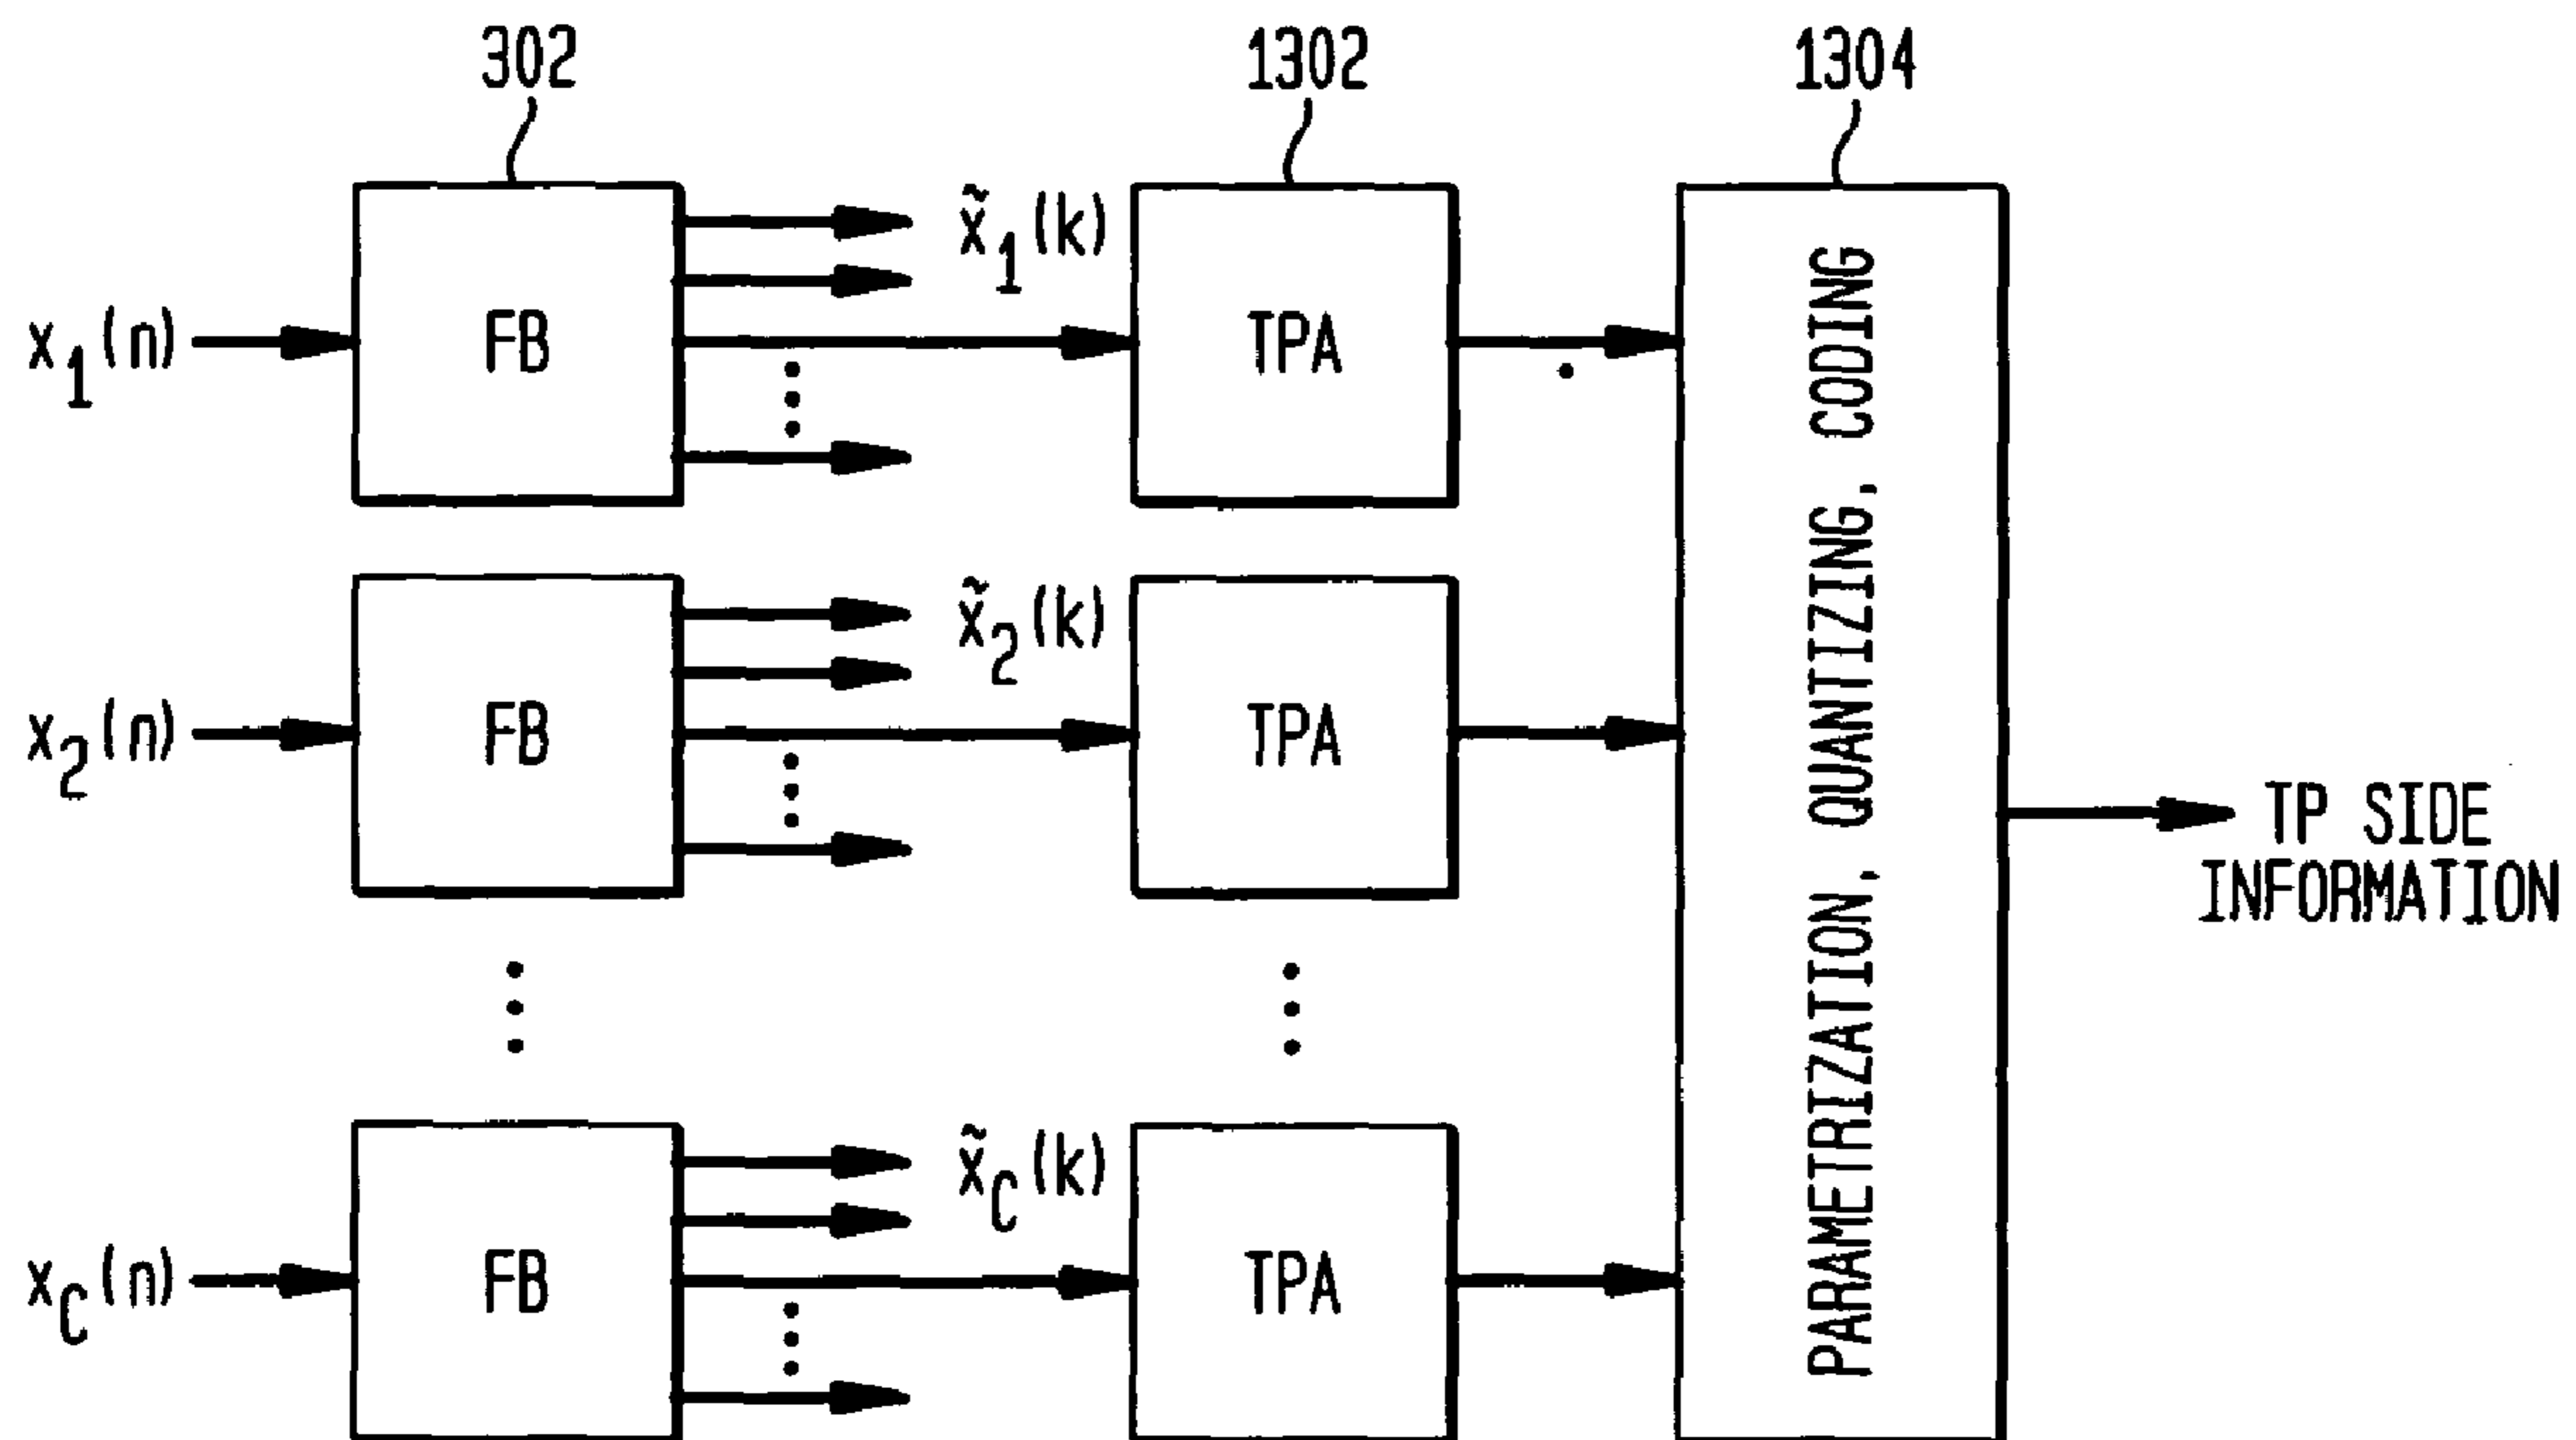 302 1302 1304
x̃1(k)
x1(n) FB TPA
x̃2(k)
x2(n) FB TPA
x̃C(k)
xC(n) FB TPA
PARAMETRIZATION, QUANTIZING, CODING
TP SIDE
INFORMATION